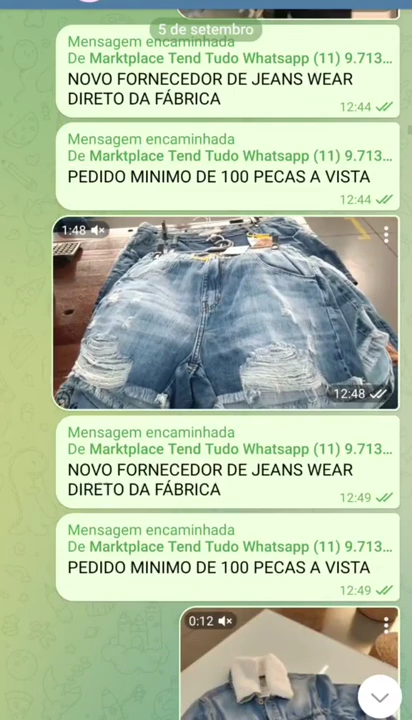 5 de setembro
Mensagem encaminhada
De Marktplace Tend Tudo Whatsapp (11) 9.713...
NOVO FORNECEDOR DE JEANS WEAR
DIRETO DA FÁBRICA
12:44
Mensagem encaminhada
De Marktplace Tend Tudo Whatsapp (11) 9.713...
PEDIDO MINIMO DE 100 PECAS A VISTA
12:44
1:48
12:48
Mensagem encaminhada
De Marktplace Tend Tudo Whatsapp (11) 9.713...
NOVO FORNECEDOR DE JEANS WEAR
DIRETO DA FÁBRICA
12:49
Mensagem encaminhada
De Marktplace Tend Tudo Whatsapp (11) 9.713...
PEDIDO MINIMO DE 100 PECAS A VISTA
12:49
0:12